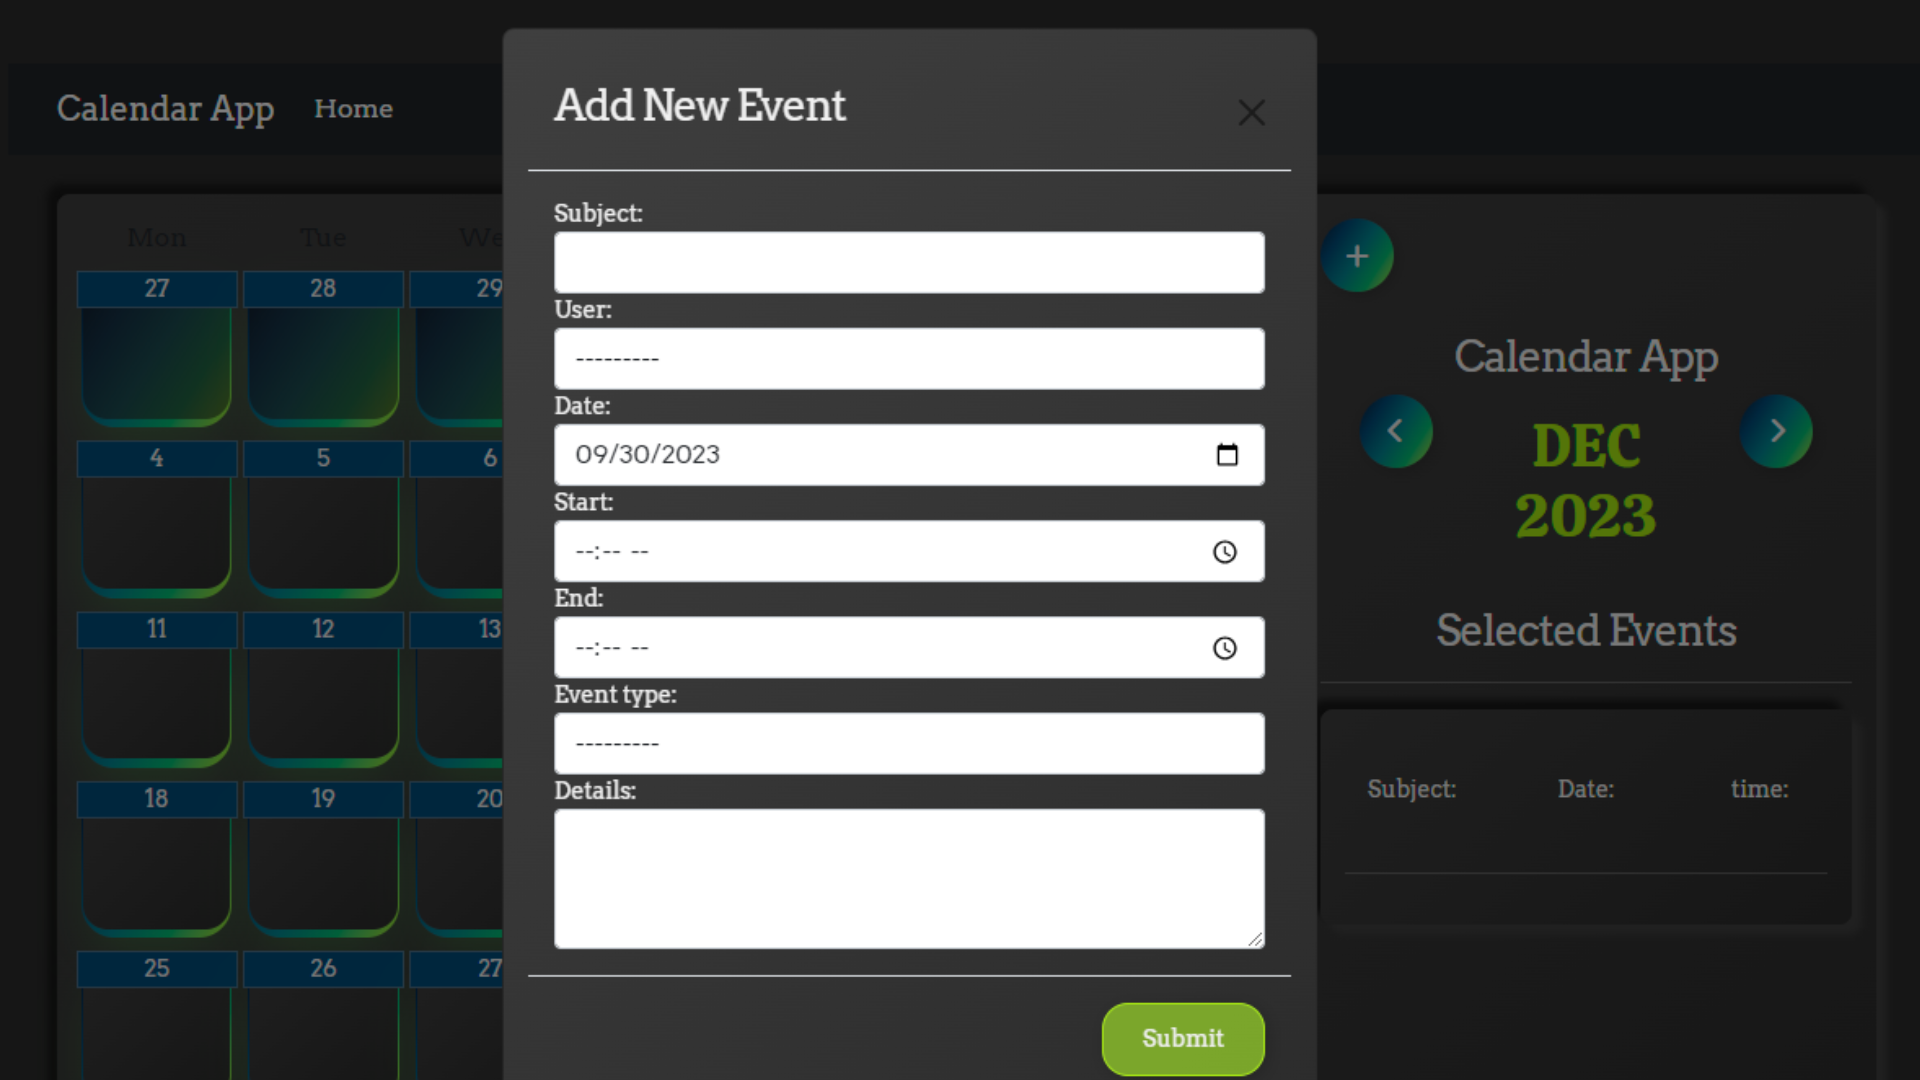 Calendar App Home
Add New Event
Subject:
User:
---------
Date:
09/30/2023
Start:
--:-- --
End:
--:-- --
Event type:
---------
Details:
Submit
Mon Tue We
27 28 29
4 5 6
11 12 13
18 19 20
25 26 27
+
Calendar App
DEC
2023
Selected Events
Subject: Date: time: